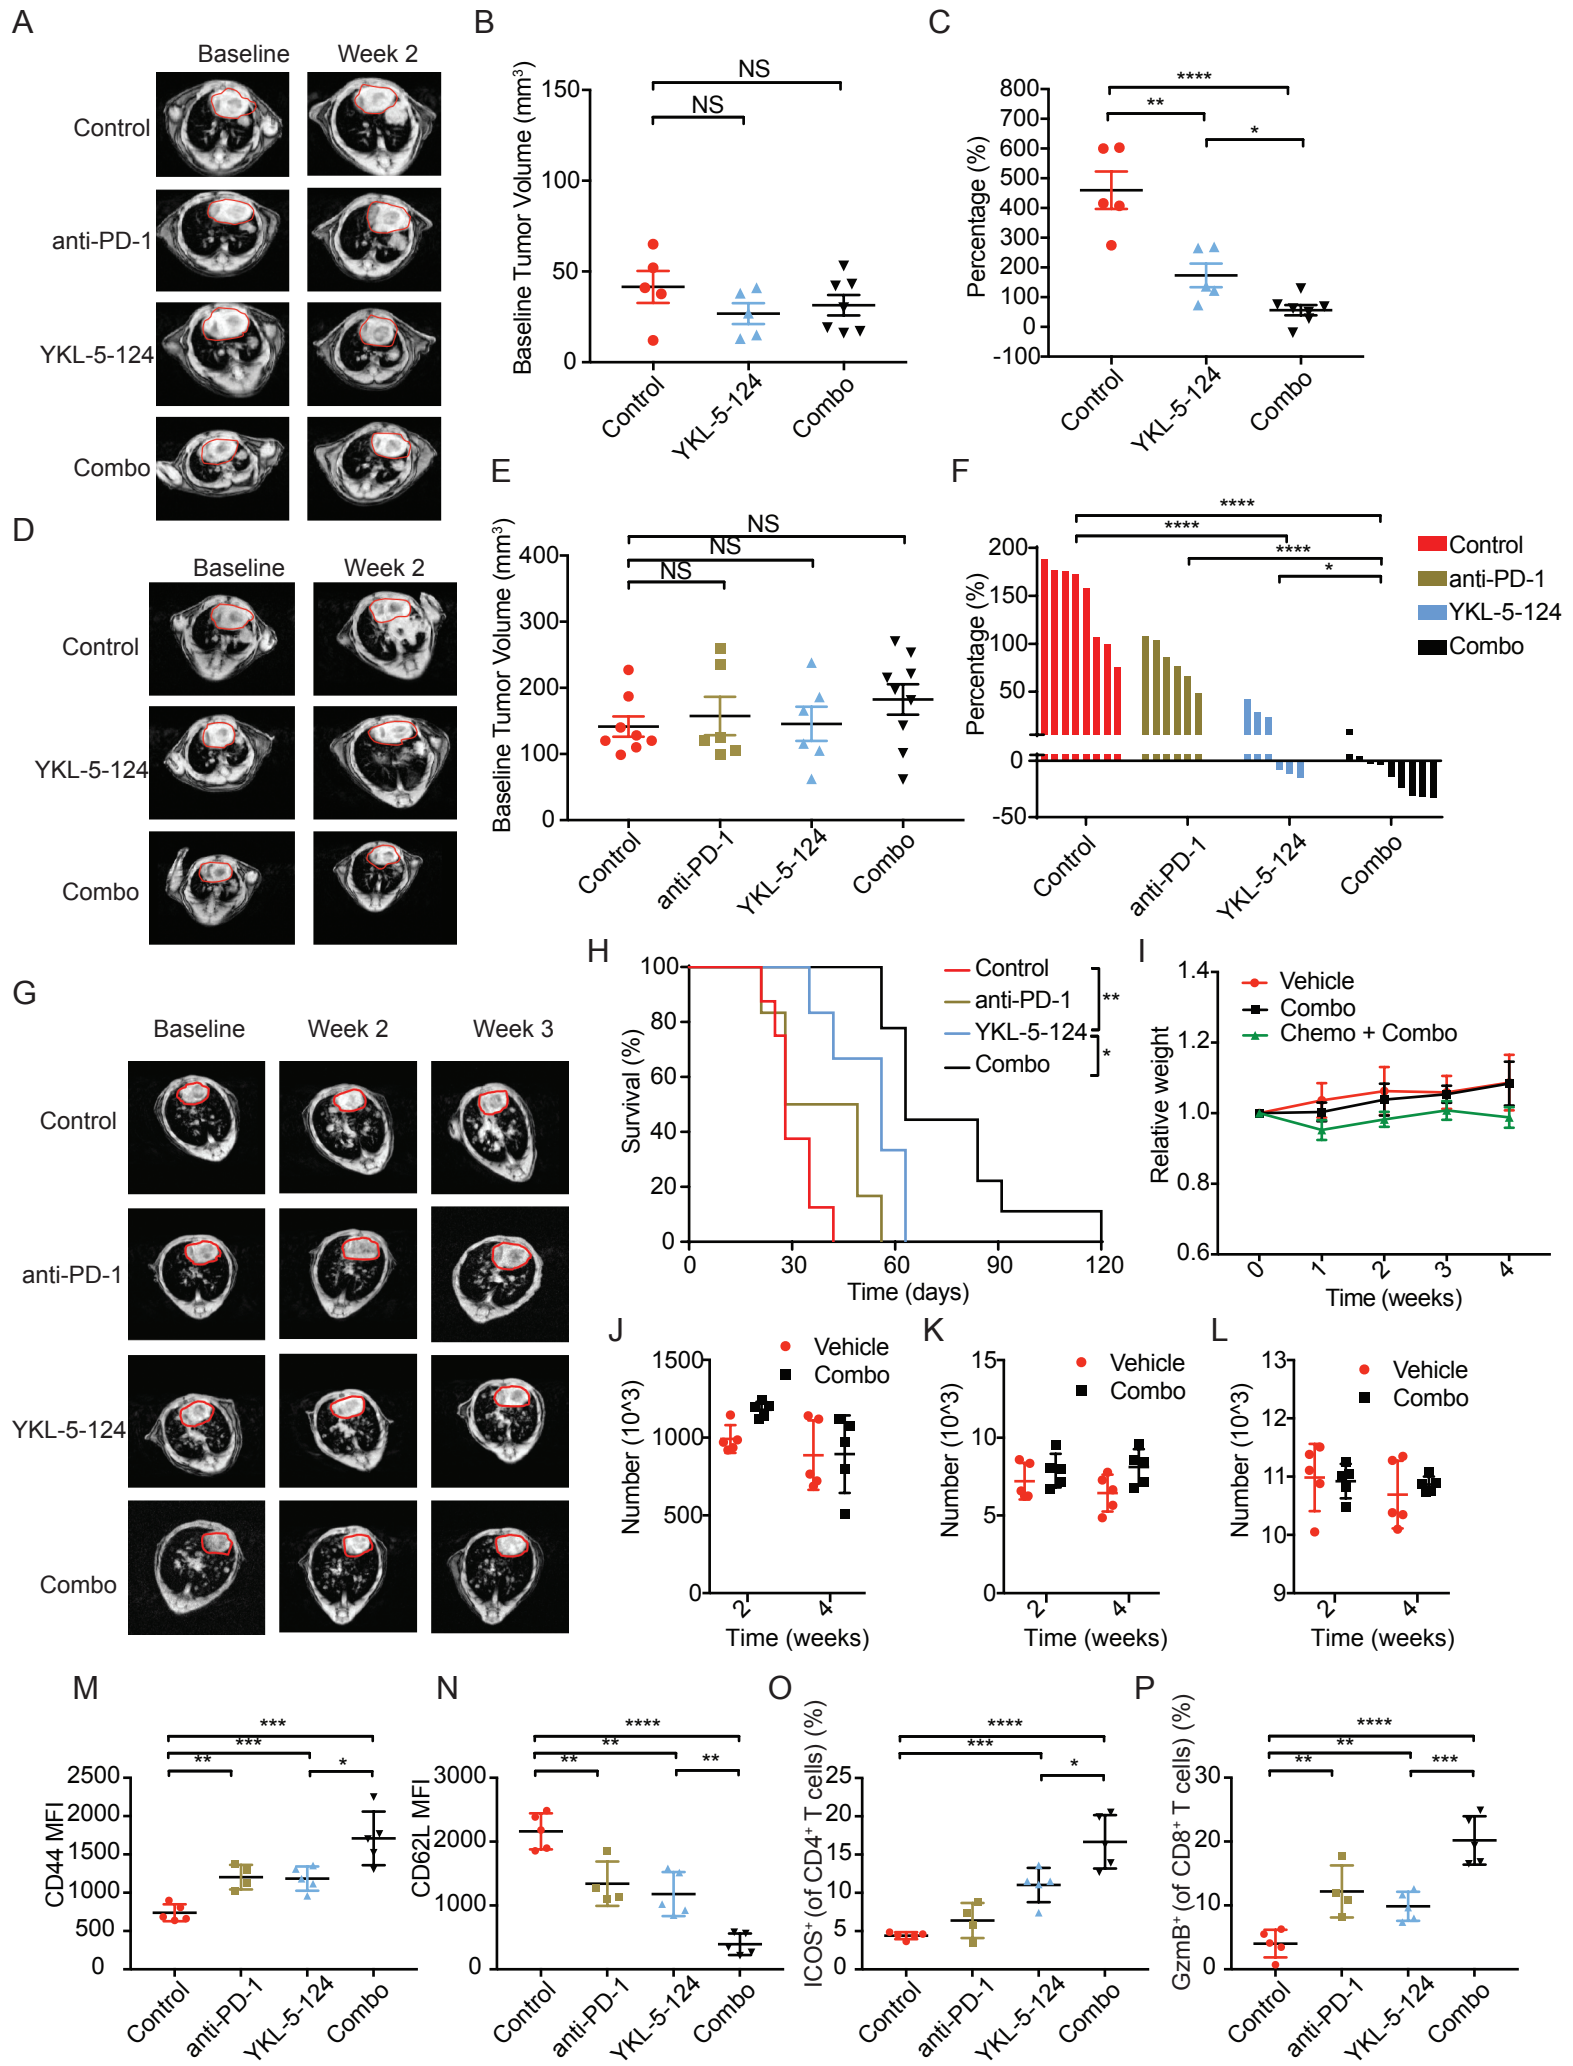 A
Baseline Week 2
Control
anti-PD-1
YKL-5-124
Combo
B
Baseline Tumor Volume (mm³)
150
100
50
0
NS
NS
Control YKL-5-124 Combo
C
Percentage (%)
800
700
600
500
400
300
200
100
0
-100
****
**
*
Control YKL-5-124 Combo
D
Baseline Week 2
Control
YKL-5-124
Combo
E
Baseline Tumor Volume (mm³)
400
300
200
100
0
NS
NS
NS
Control anti-PD-1 YKL-5-124 Combo
F
Percentage (%)
200
150
100
50
0
-50
****
****
****
*
Control
anti-PD-1
YKL-5-124
Combo
Control anti-PD-1 YKL-5-124 Combo
G
Baseline Week 2 Week 3
Control
anti-PD-1
YKL-5-124
Combo
H
Survival (%)
100
80
60
40
20
0
0 30 60 90 120
Time (days)
Control
anti-PD-1
YKL-5-124
Combo
**
*
I
Relative weight
1.4
1.2
1.0
0.8
0.6
0 1 2 3 4
Time (weeks)
Vehicle
Combo
Chemo + Combo
J
Number (10^3)
1500
1000
500
0
Vehicle
Combo
2 4
Time (weeks)
K
Number (10^3)
15
10
5
0
Vehicle
Combo
2 4
Time (weeks)
L
Number (10^3)
13
12
11
10
9
Vehicle
Combo
2 4
Time (weeks)
M
CD44 MFI
2500
2000
1500
1000
500
0
***
***
**
*
Control anti-PD-1 YKL-5-124 Combo
N
CD62L MFI
3000
2000
1000
0
****
**
**
**
Control anti-PD-1 YKL-5-124 Combo
O
ICOS⁺ (of CD4⁺ T cells) (%)
25
20
15
10
5
0
****
***
*
Control anti-PD-1 YKL-5-124 Combo
P
GzmB⁺ (of CD8⁺ T cells) (%)
30
20
10
0
****
**
**
***
Control anti-PD-1 YKL-5-124 Combo